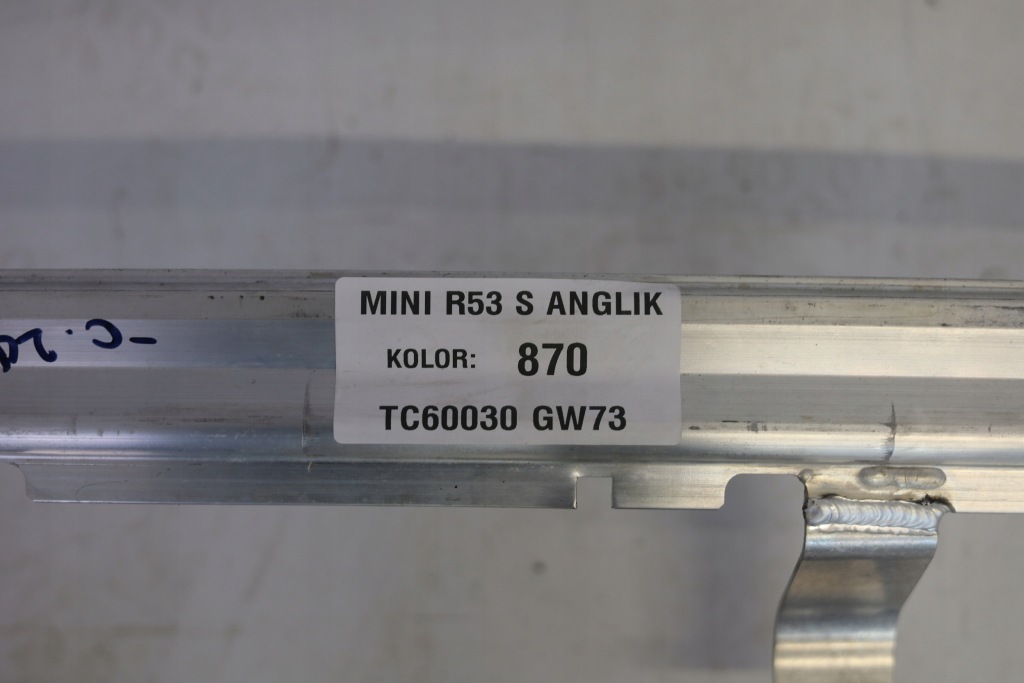 MINI R53 S ANGLIK
KOLOR: 870
TC60030 GW73